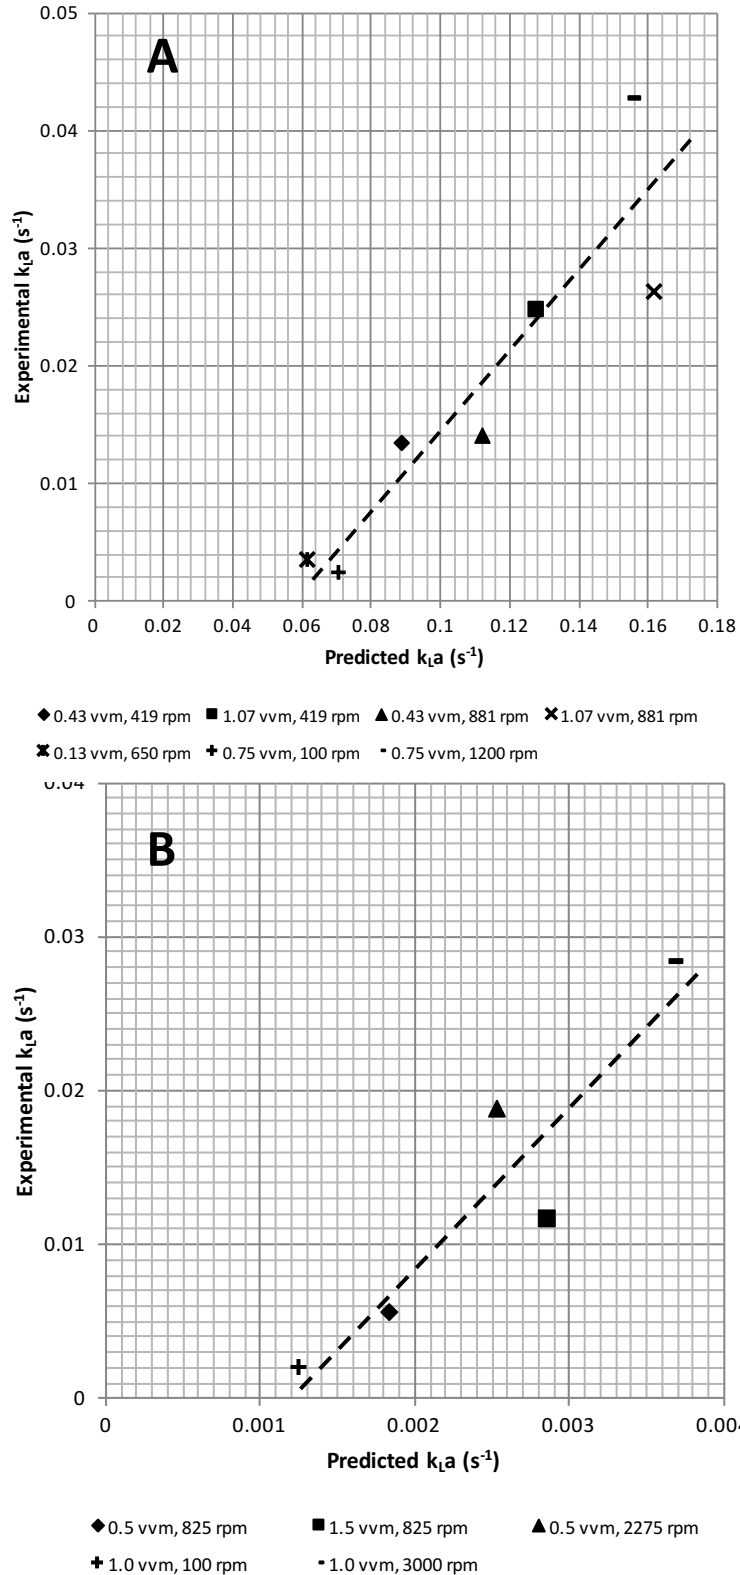 A
0.05
0.04
0.03
0.02
0.01
0
Experimental kLa (s-1)
0 0.02 0.04 0.06 0.08 0.1 0.12 0.14 0.16 0.18
Predicted kLa (s-1)
0.43 vvm, 419 rpm 1.07 vvm, 419 rpm 0.43 vvm, 881 rpm 1.07 vvm, 881 rpm
0.13 vvm, 650 rpm 0.75 vvm, 100 rpm 0.75 vvm, 1200 rpm
B
0.04
0.03
0.02
0.01
0
Experimental kLa (s-1)
0 0.001 0.002 0.003 0.004
Predicted kLa (s-1)
0.5 vvm, 825 rpm 1.5 vvm, 825 rpm 0.5 vvm, 2275 rpm
1.0 vvm, 100 rpm 1.0 vvm, 3000 rpm